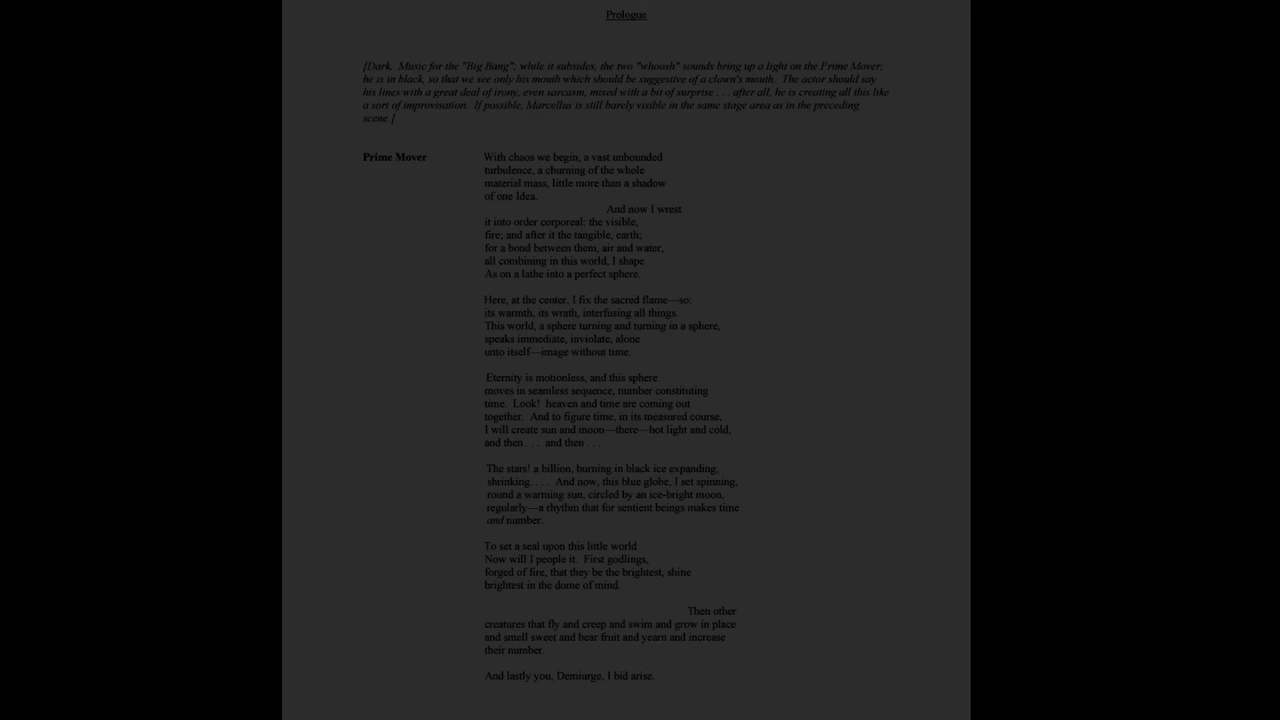 Prologue
[Dark. Music for the "Big Bang"; while it subsides, the two "whoosh" sounds bring up a light on the Prime Mover;
he is in black, so that we see only his mouth which should be suggestive of a clown's mouth. The actor should say
his lines with a great deal of irony, even sarcasm, mixed with a bit of surprise . . . after all, he is creating all this like
a sort of improvisation. If possible, Marcellus is still barely visible in the same stage area as in the preceding
scene.]
Prime Mover With chaos we begin, a vast unbounded
turbulence, a churning of the whole
material mass, little more than a shadow
of one Idea.
And now I wrest
it into order corporeal: the visible,
fire; and after it the tangible, earth;
for a bond between them, air and water,
all combining in this world, I shape
As on a lathe into a perfect sphere.
Here, at the center, I fix the sacred flame—so:
its warmth, its wrath, interfusing all things.
This world, a sphere turning and turning in a sphere,
speaks immediate, inviolate, alone
unto itself—image without time.
Eternity is motionless, and this sphere
moves in seamless sequence, number constituting
time. Look! heaven and time are coming out
together. And to figure time, in its measured course,
I will create sun and moon—there—hot light and cold,
and then . . . and then . . .
The stars! a billion, burning in black ice expanding,
shrinking. . . . And now, this blue globe, I set spinning,
round a warming sun, circled by an ice-bright moon,
regularly—a rhythm that for sentient beings makes time
and number.
To set a seal upon this little world
Now will I people it. First godlings,
forged of fire, that they be the brightest, shine
brightest in the dome of mind.
Then other
creatures that fly and creep and swim and grow in place
and smell sweet and bear fruit and yearn and increase
their number.
And lastly you, Demiurge, I bid arise.